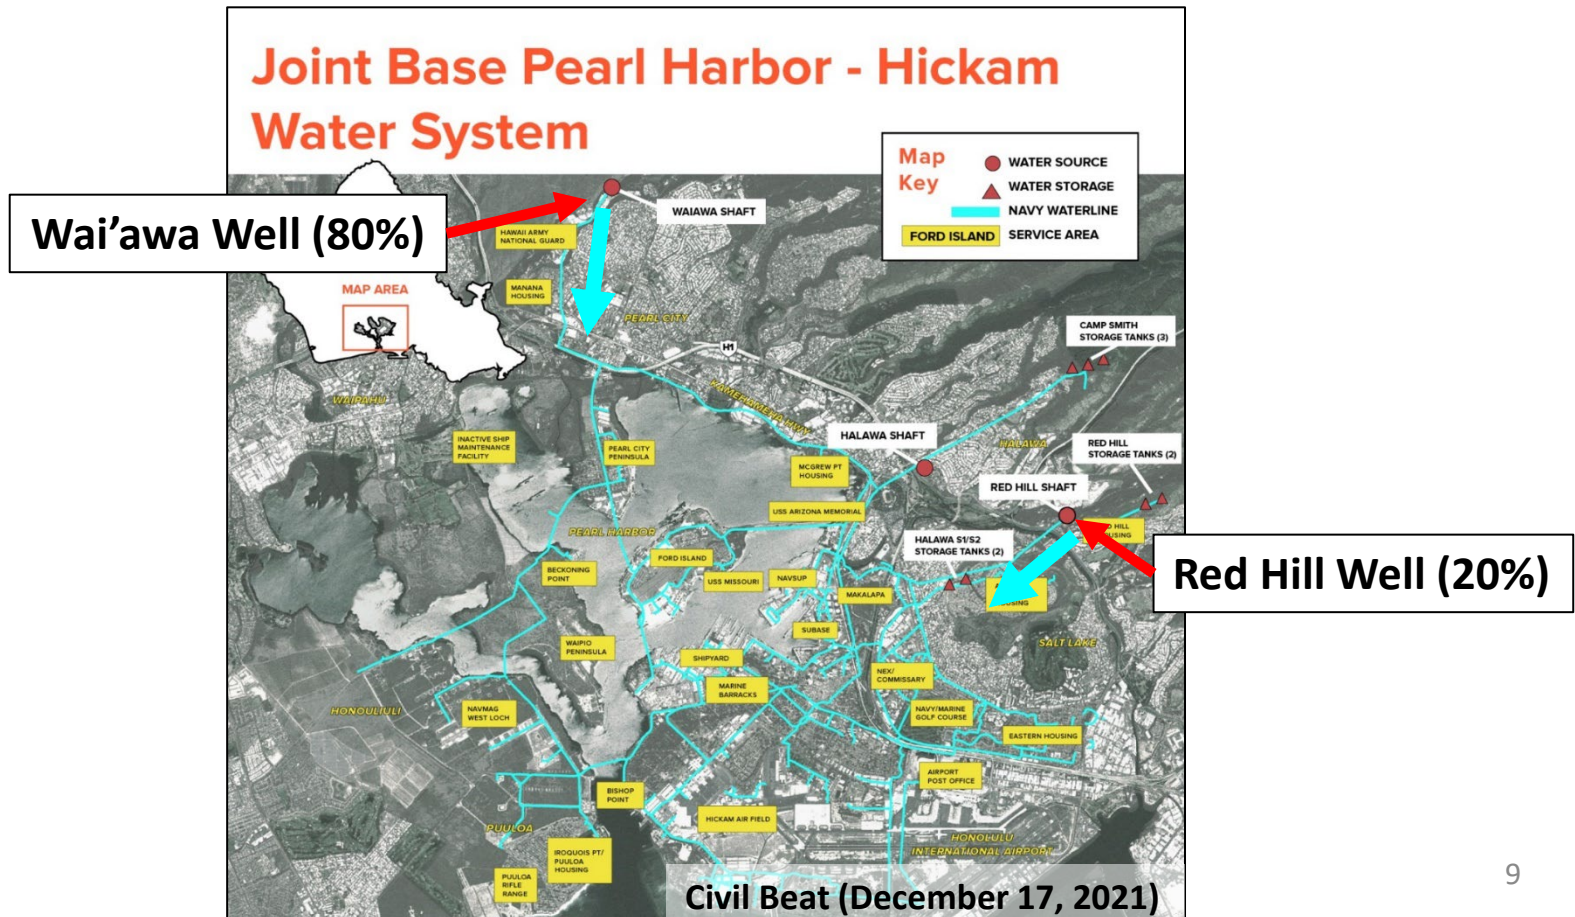 Joint Base Pearl Harbor - Hickam
Water System
Map
Key
WATER SOURCE
WATER STORAGE
NAVY WATERLINE
FORD ISLAND
SERVICE AREA
Wai’awa Well (80%)
WAIAWA SHAFT
HAWAII ARMY
NATIONAL GUARD
MANANA
HOUSING
MAP AREA
PEARL CITY
H1
CAMP SMITH
STORAGE TANKS (3)
KAMEHAMEHA HWY
WAIPAHU
INACTIVE SHIP
MAINTENANCE
FACILITY
PEARL CITY
PENINSULA
HALAWA SHAFT
HALAWA
RED HILL
STORAGE TANKS (2)
MCGREW PT
HOUSING
RED HILL SHAFT
USS ARIZONA MEMORIAL
PEARL HARBOR
HALAWA S1/S2
STORAGE TANKS (2)
HOUSING
Red Hill Well (20%)
FORD ISLAND
BECKONING
POINT
USS MISSOURI
NAVSUP
MAKALAPA
SUBASE
SALT LAKE
WAIPIO
PENINSULA
SHIPYARD
MARINE
BARRACKS
NEX/
COMMISSARY
HONOULIULI
NAVMAG
WEST LOCH
NAVY/MARINE
GOLF COURSE
EASTERN HOUSING
AIRPORT
POST OFFICE
BISHOP
POINT
HICKAM AIR FIELD
PUULOA
HONOLULU
INTERNATIONAL AIRPORT
IROQUOIS PT/
PUULOA
HOUSING
PUULOA
RIFLE
RANGE
Civil Beat (December 17, 2021)
9